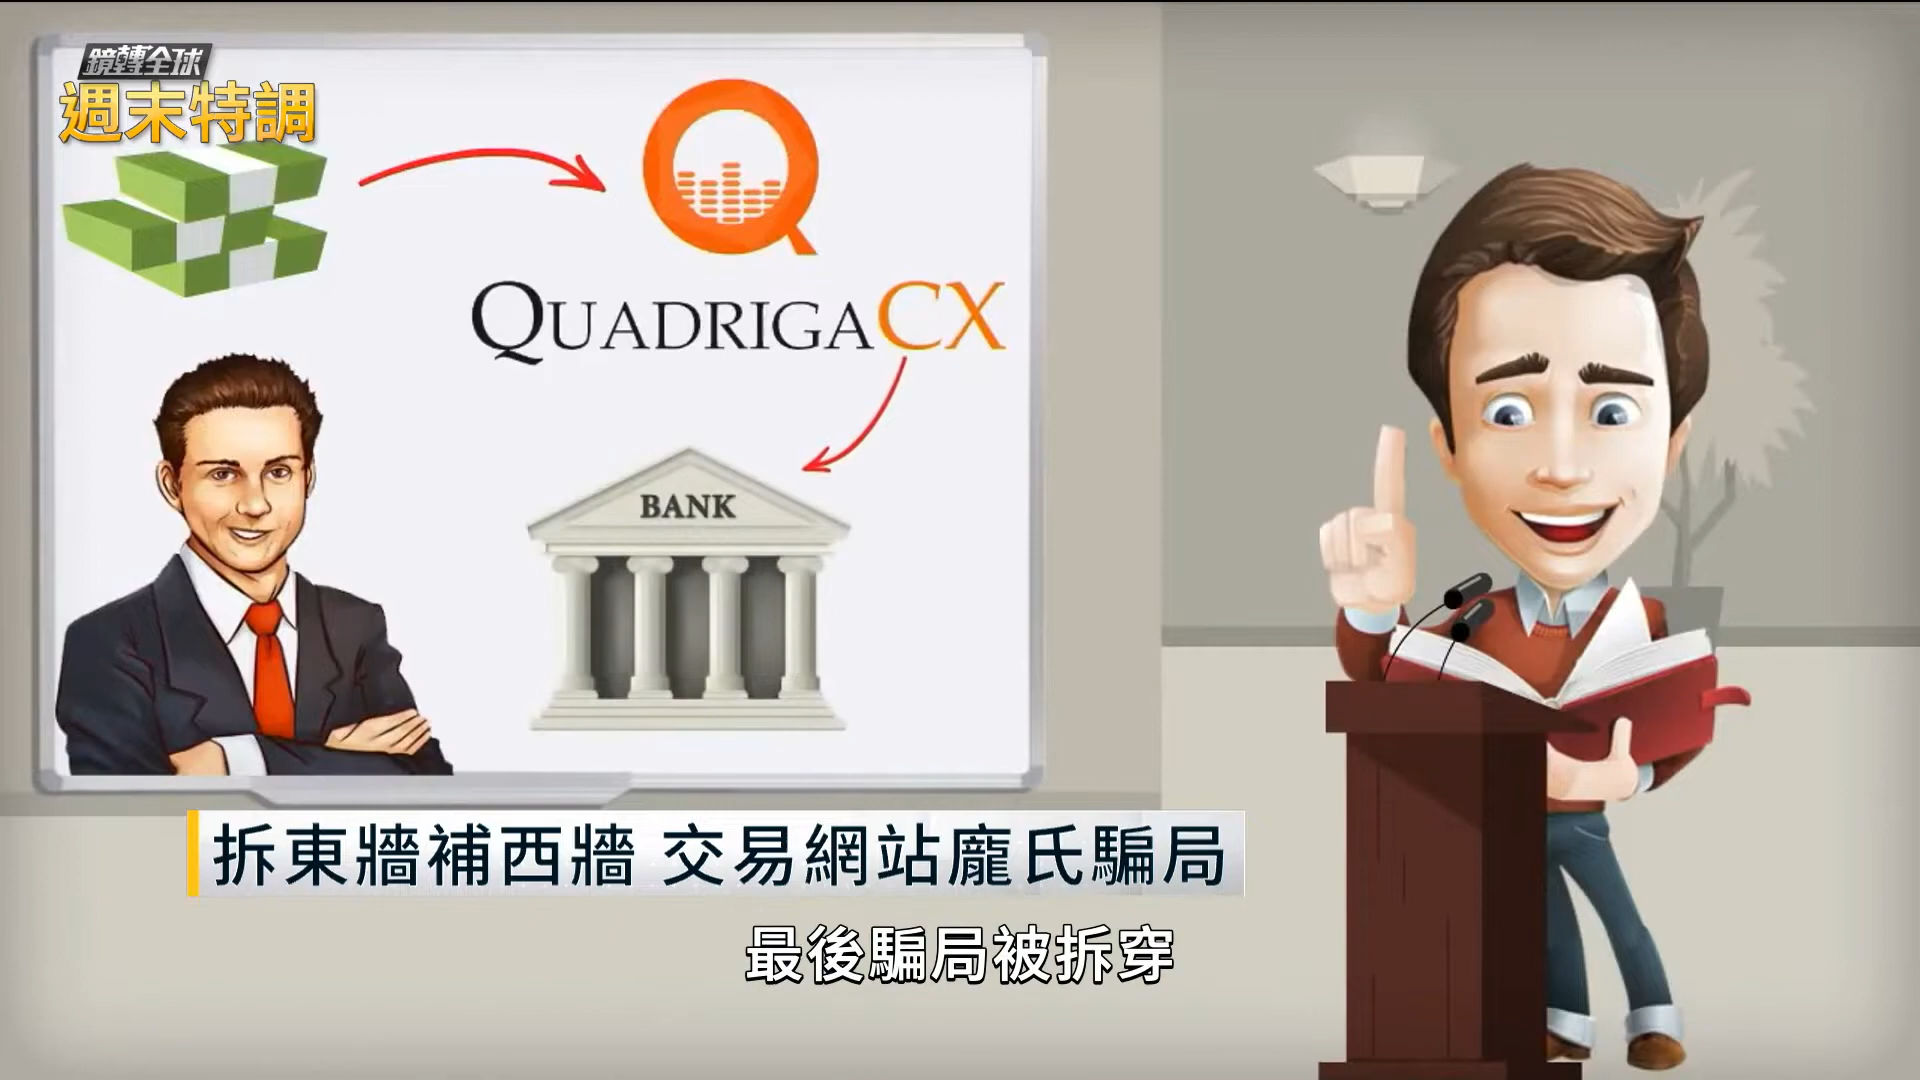 鏡轉全球
週末特調
QUADRIGACX
BANK
拆東牆補西牆 交易網站龐氏騙局
最後騙局被拆穿